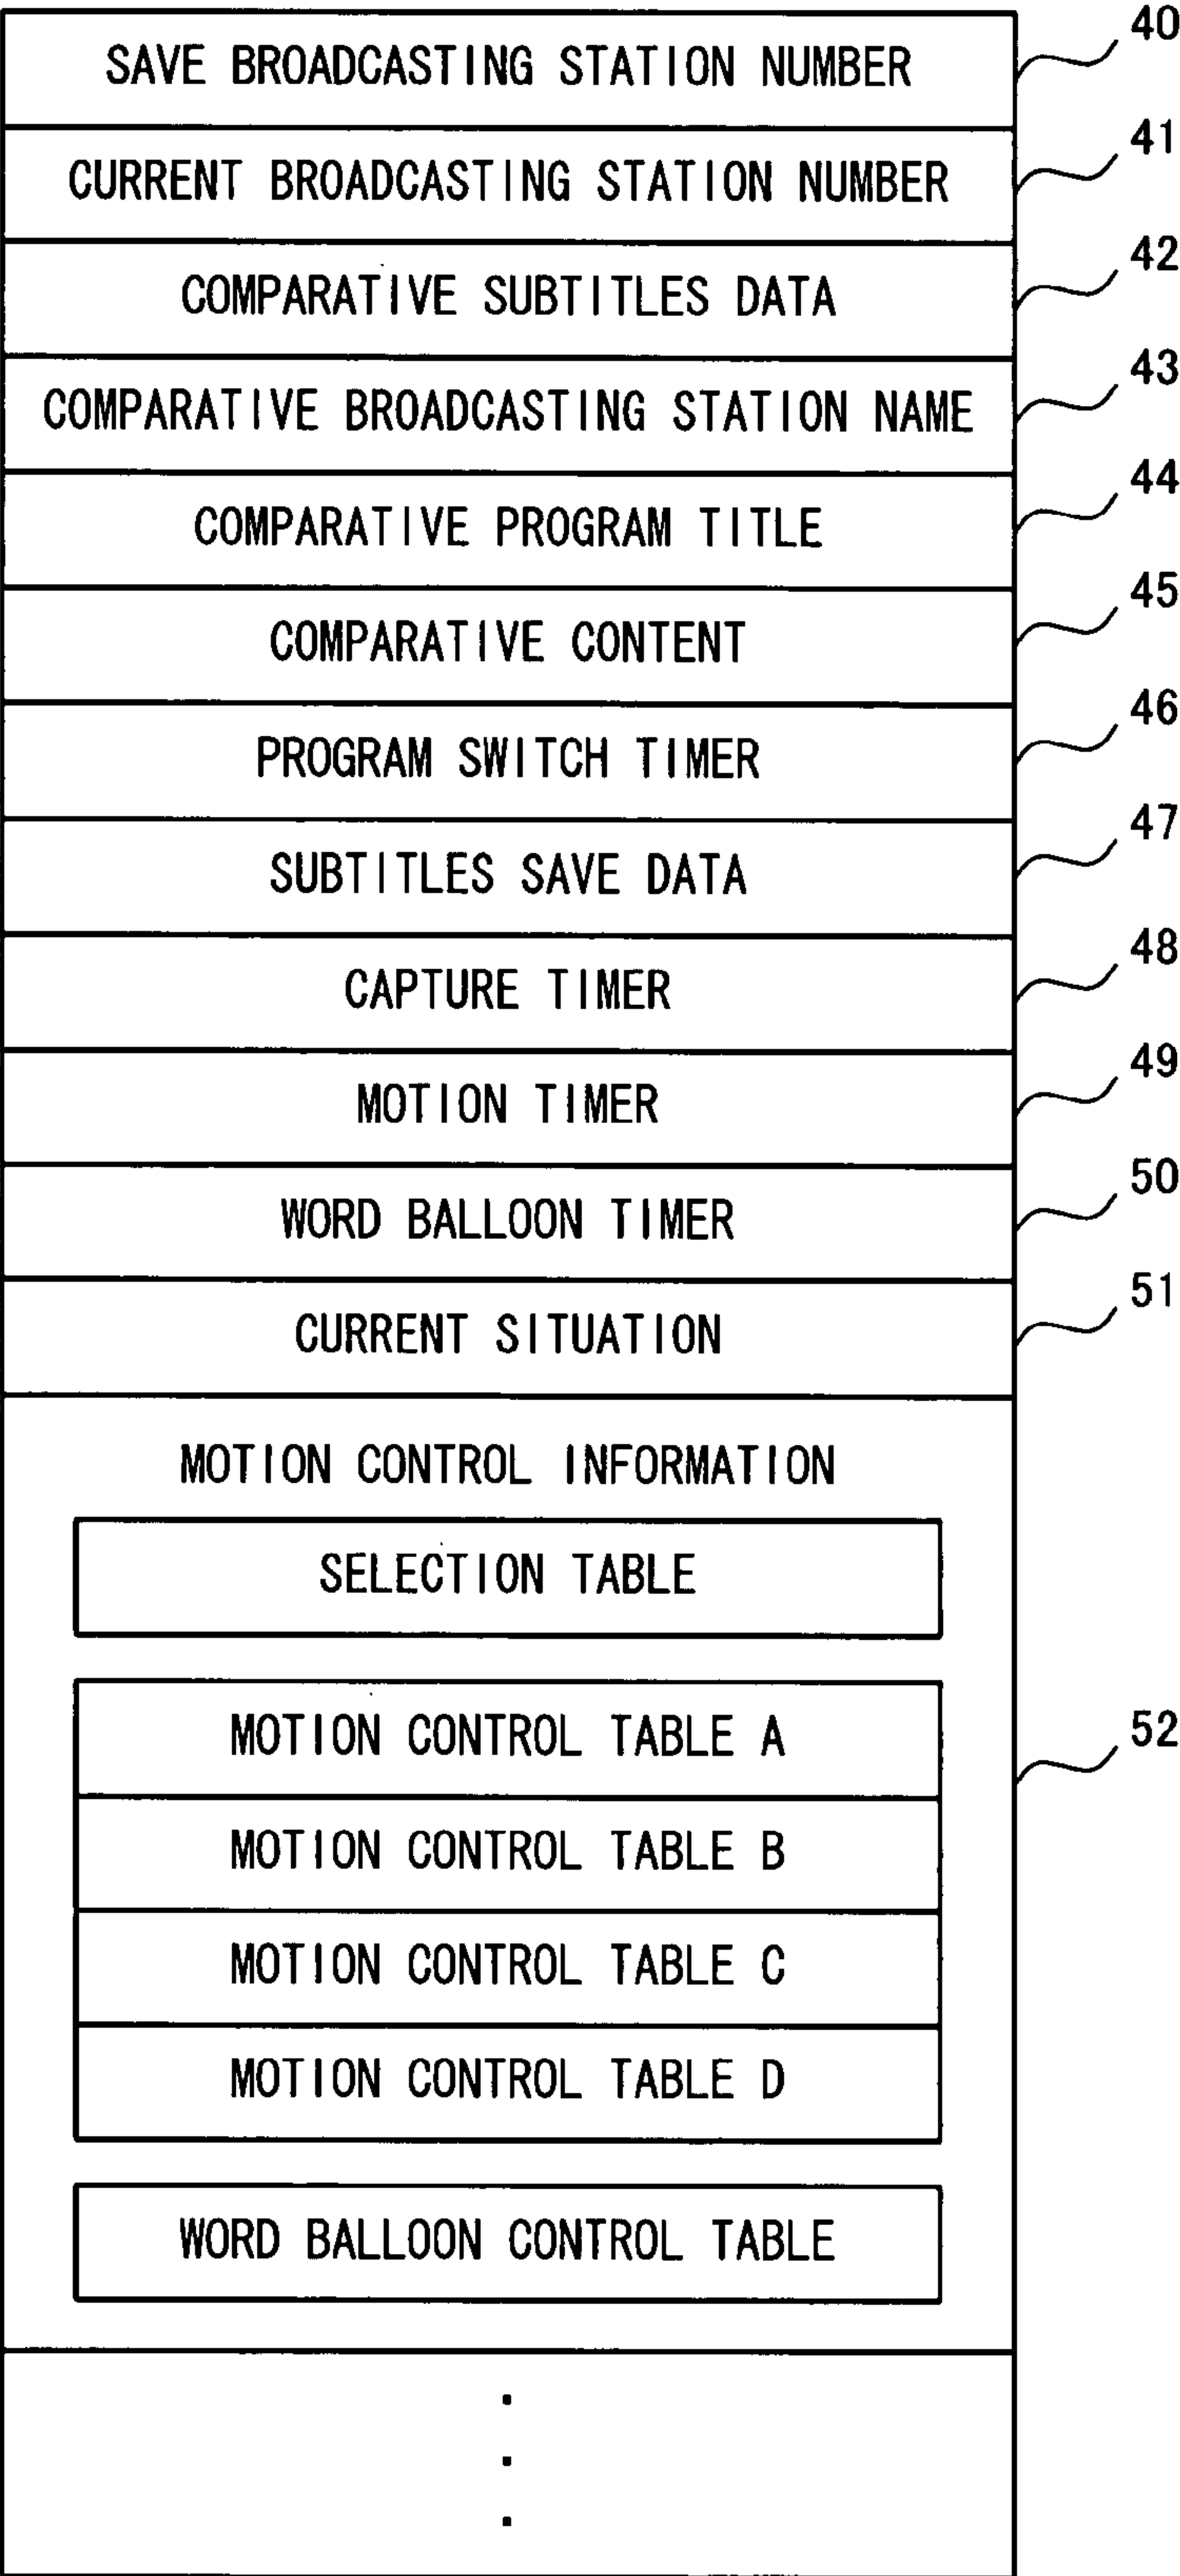 SAVE BROADCASTING STATION NUMBER 40
CURRENT BROADCASTING STATION NUMBER 41
COMPARATIVE SUBTITLES DATA 42
COMPARATIVE BROADCASTING STATION NAME 43
COMPARATIVE PROGRAM TITLE 44
COMPARATIVE CONTENT 45
PROGRAM SWITCH TIMER 46
SUBTITLES SAVE DATA 47
CAPTURE TIMER 48
MOTION TIMER 49
WORD BALLOON TIMER 50
CURRENT SITUATION 51
MOTION CONTROL INFORMATION
SELECTION TABLE
MOTION CONTROL TABLE A 52
MOTION CONTROL TABLE B
MOTION CONTROL TABLE C
MOTION CONTROL TABLE D
WORD BALLOON CONTROL TABLE